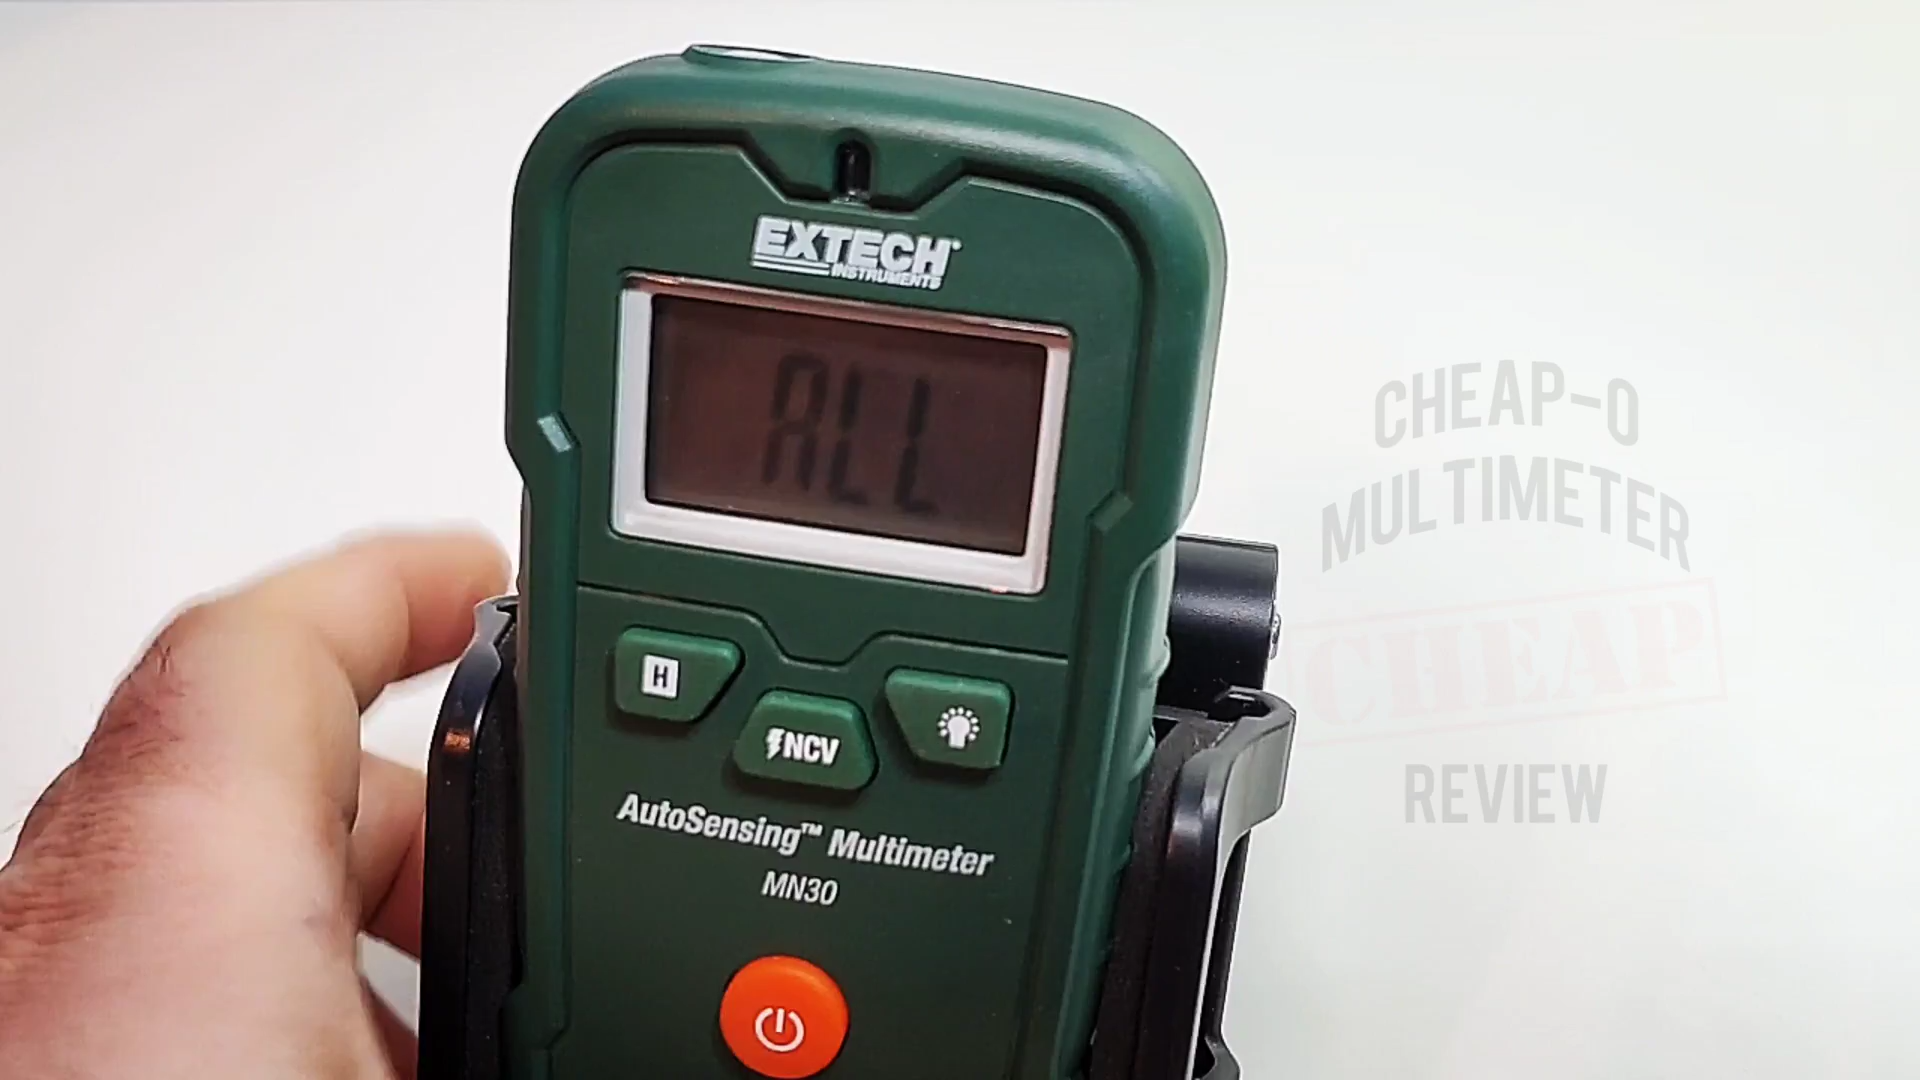 EXTECH
INSTRUMENTS
ALL
H
NCV
AutoSensing™ Multimeter
MN30
CHEAP-O
MULTIMETER
CHEAP
REVIEW